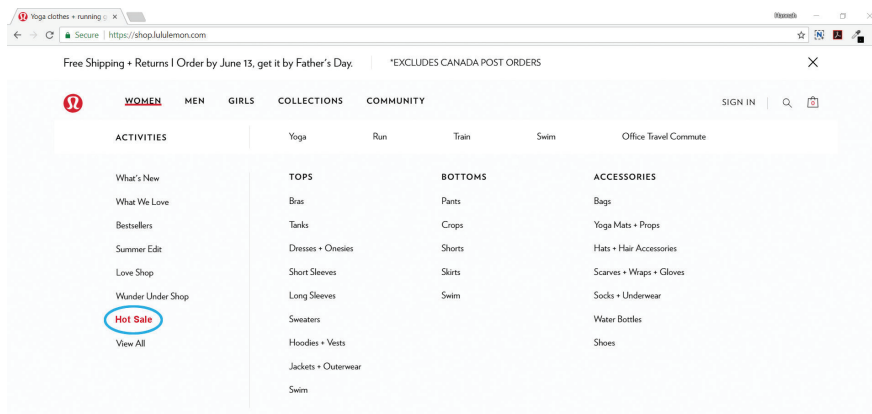 Yoga clothes + running g
Hannah
Secure | https://shop.lululemon.com
Free Shipping + Returns | Order by June 13, get it by Father's Day. *EXCLUDES CANADA POST ORDERS
WOMEN MEN GIRLS COLLECTIONS COMMUNITY SIGN IN 0
ACTIVITIES Yoga Run Train Swim Office Travel Commute
What's New TOPS BOTTOMS ACCESSORIES
What We Love Bras Pants Bags
Bestsellers Tanks Crops Yoga Mats + Props
Summer Edit Dresses + Onesies Shorts Hats + Hair Accessories
Love Shop Short Sleeves Skirts Scarves + Wraps + Gloves
Wunder Under Shop Long Sleeves Swim Socks + Underwear
Hot Sale Sweaters Water Bottles
View All Hoodies + Vests Shoes
Jackets + Outerwear
Swim